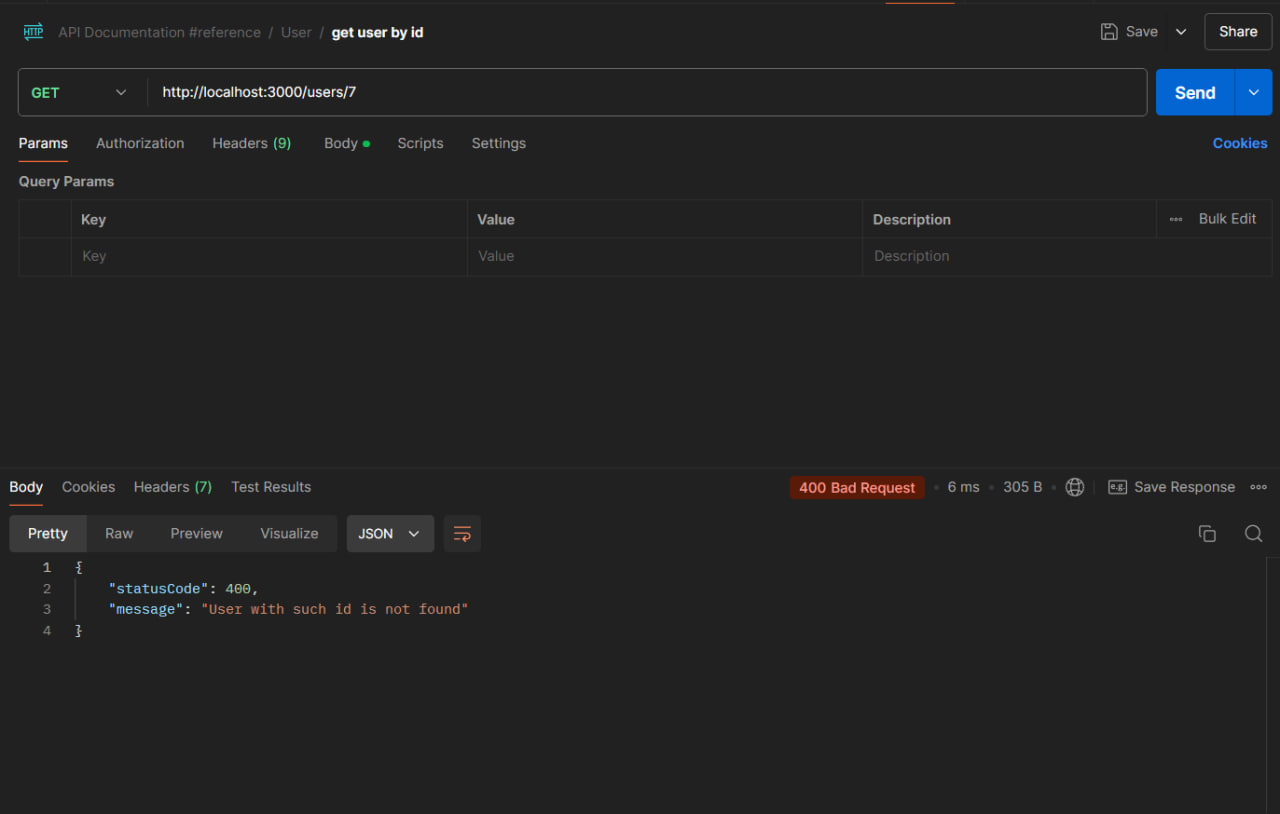 HTTP API Documentation #reference / User / get user by id Save Share
GET http://localhost:3000/users/7 Send
Params Authorization Headers (9) Body Scripts Settings Cookies
Query Params
Key Value Description Bulk Edit
Key Value Description
Body Cookies Headers (7) Test Results 400 Bad Request 6 ms 305 B e.g. Save Response
Pretty Raw Preview Visualize JSON
1 {
2 "statusCode": 400,
3 "message": "User with such id is not found"
4 }